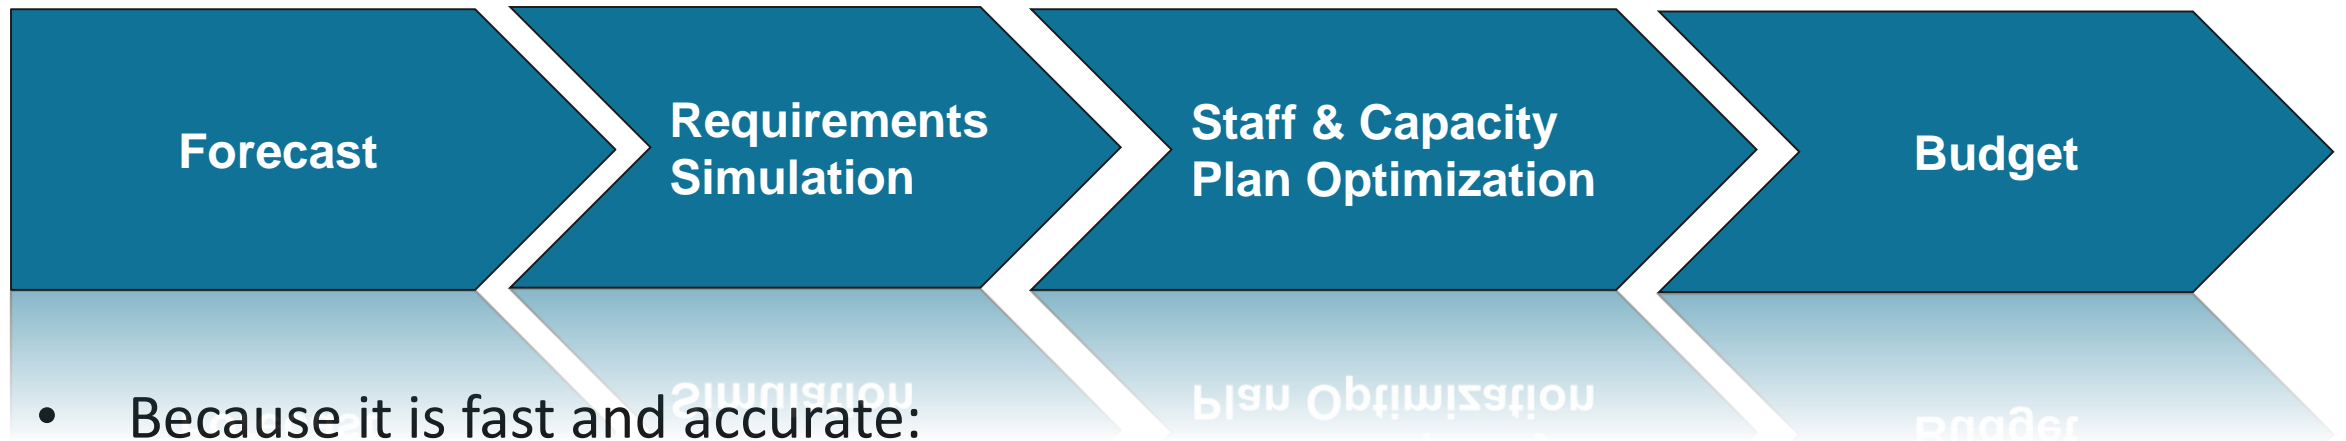 Forecast
Requirements
Simulation
Staff & Capacity
Plan Optimization
Budget
• Because it is fast and accurate: